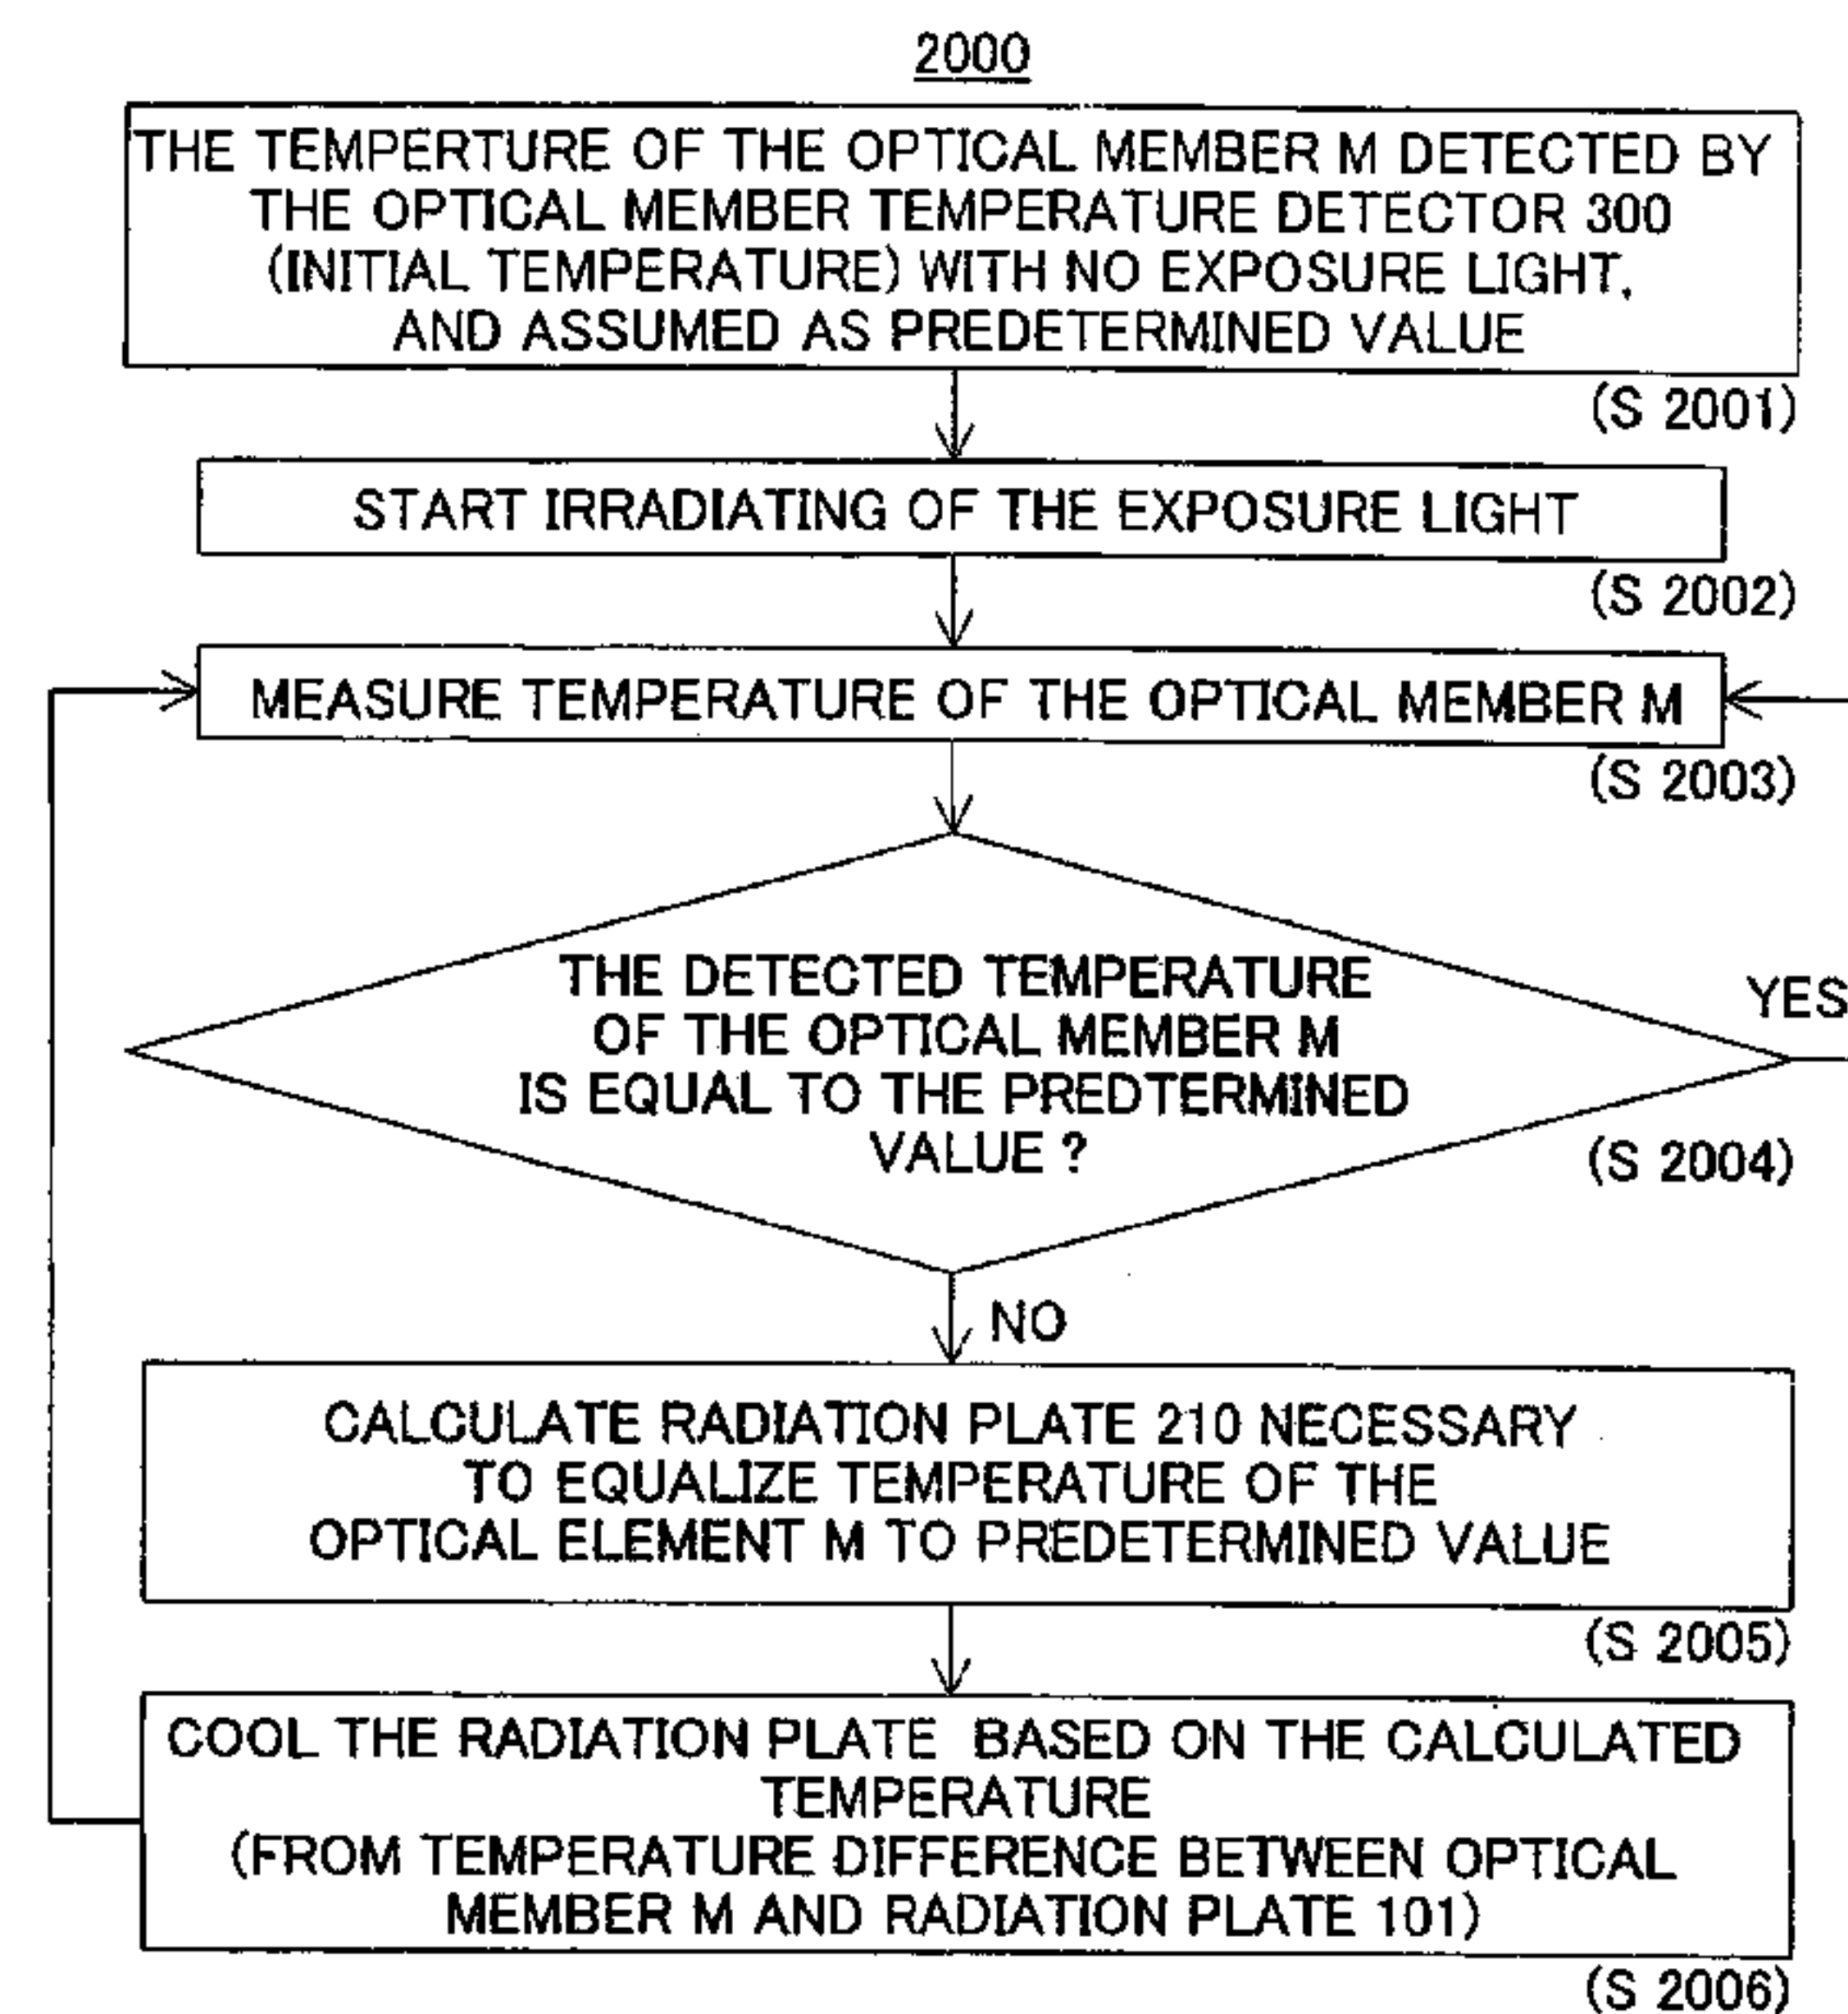 2000
THE TEMPERTURE OF THE OPTICAL MEMBER M DETECTED BY
THE OPTICAL MEMBER TEMPERATURE DETECTOR 300
(INITIAL TEMPERATURE) WITH NO EXPOSURE LIGHT,
AND ASSUMED AS PREDETERMINED VALUE
(S 2001)
START IRRADIATING OF THE EXPOSURE LIGHT
(S 2002)
MEASURE TEMPERATURE OF THE OPTICAL MEMBER M
(S 2003)
THE DETECTED TEMPERATURE
OF THE OPTICAL MEMBER M
IS EQUAL TO THE PREDTERMINED
VALUE ?
YES
(S 2004)
NO
CALCULATE RADIATION PLATE 210 NECESSARY
TO EQUALIZE TEMPERATURE OF THE
OPTICAL ELEMENT M TO PREDETERMINED VALUE
(S 2005)
COOL THE RADIATION PLATE BASED ON THE CALCULATED
TEMPERATURE
(FROM TEMPERATURE DIFFERENCE BETWEEN OPTICAL
MEMBER M AND RADIATION PLATE 101)
(S 2006)